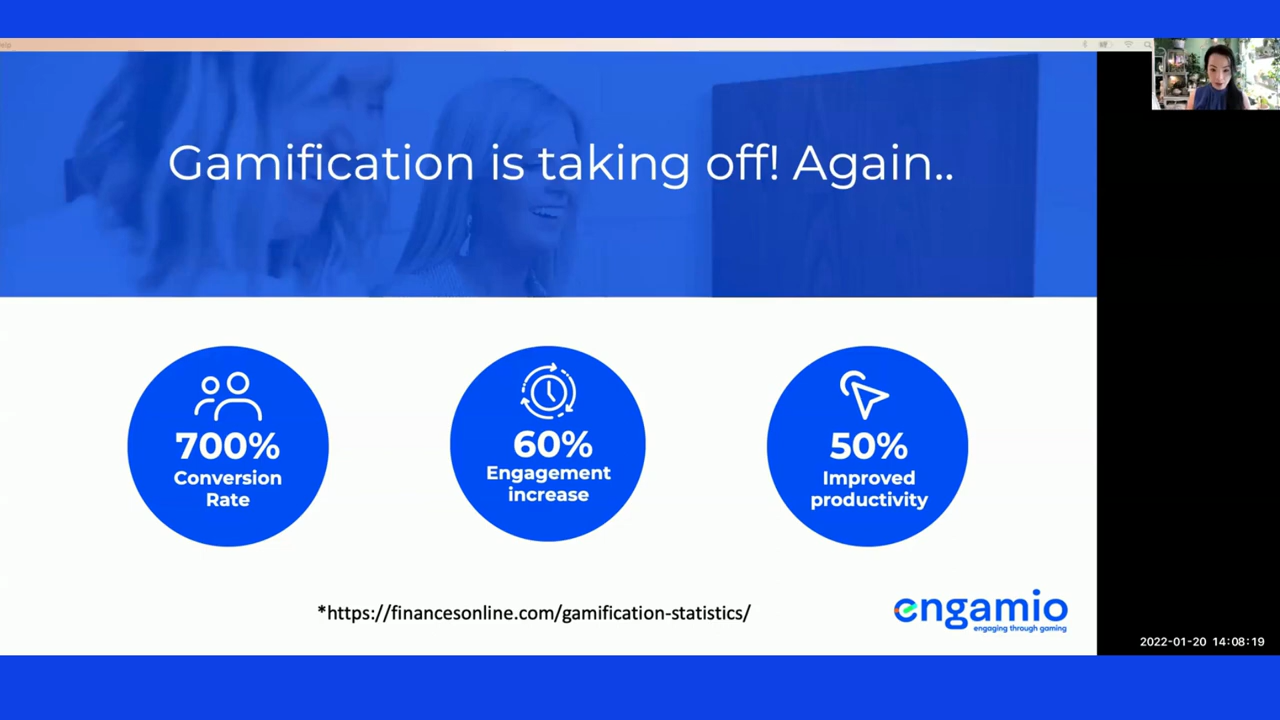 Gamification is taking off! Again..
700%
Conversion
Rate
60%
Engagement
increase
50%
Improved
productivity
*https://financesonline.com/gamification-statistics/
engamio
engaging through gaming
2022-01-20 14:08:19